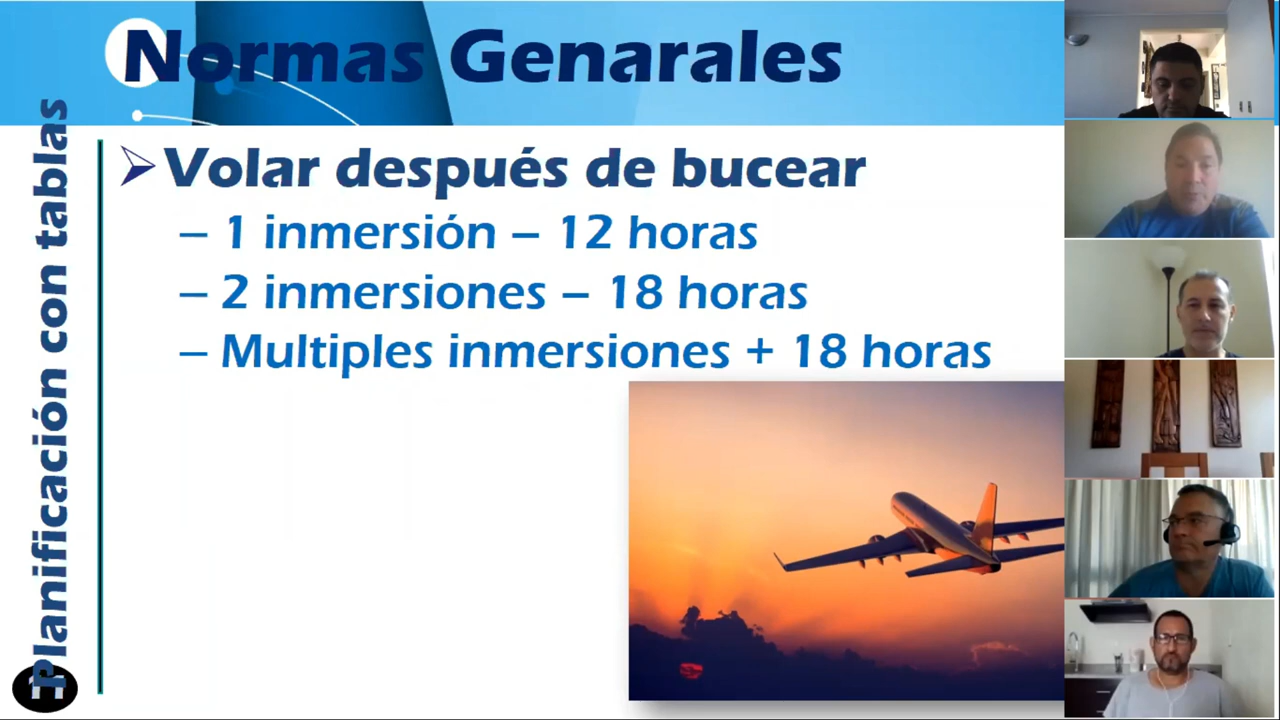 Normas Genarales
Planificación con tablas
Volar después de bucear
– 1 inmersión – 12 horas
– 2 inmersiones – 18 horas
– Multiples inmersiones + 18 horas